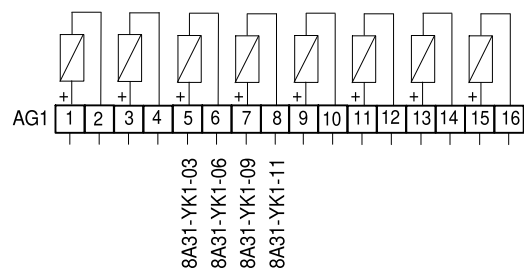 + + + + + + + +
AG1 1 2 3 4 5 6 7 8 9 10 11 12 13 14 15 16
8A31-YK1-03
8A31-YK1-06
8A31-YK1-09
8A31-YK1-11